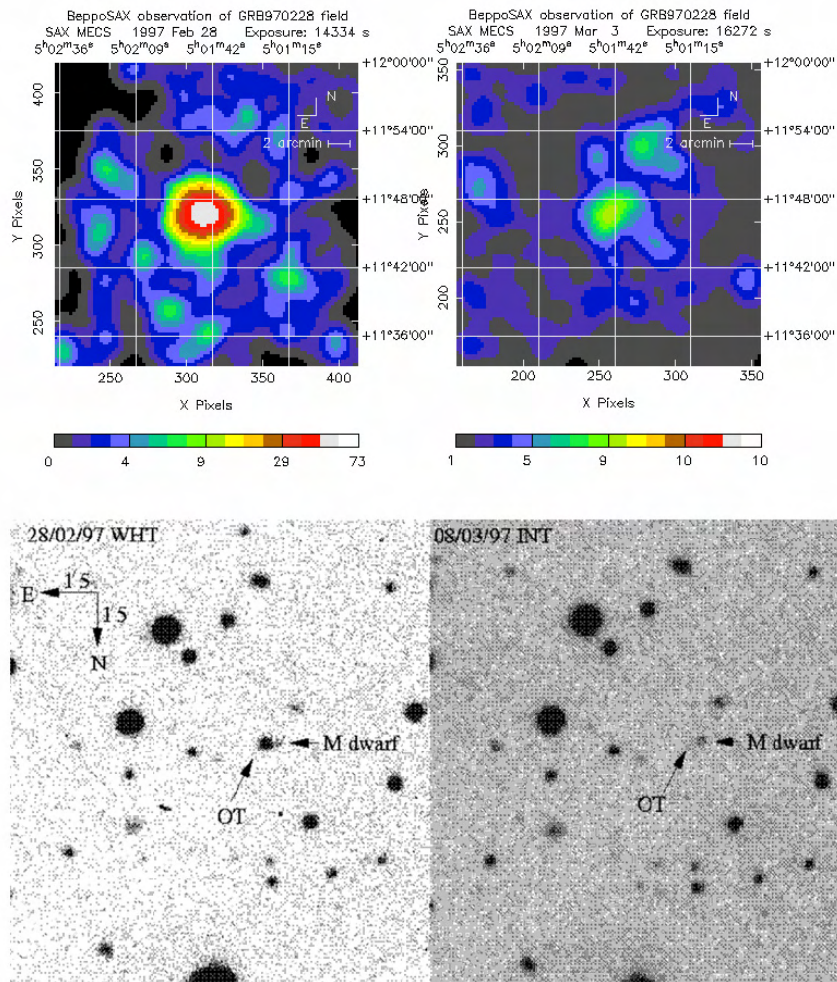 BeppoSAX observation of GRB970228 field
SAX MECS 1997 Feb 28 Exposure: 14334 s
5ʰ02ᵐ36ˢ 5ʰ02ᵐ09ˢ 5ʰ01ᵐ42ˢ 5ʰ01ᵐ15ˢ
+12°00'00"
400
N
E
+11°54'00"
2 arcmin
350
+11°48'00"
Y Pixels
300
+11°42'00"
250
+11°36'00"
250 300 350 400
X Pixels
0 4 9 29 73
BeppoSAX observation of GRB970228 field
SAX MECS 1997 Mar 3 Exposure: 16272 s
5ʰ02ᵐ36ˢ 5ʰ02ᵐ09ˢ 5ʰ01ᵐ42ˢ 5ʰ01ᵐ15ˢ
350
+12°00'00"
N
E
300
+11°54'00"
2 arcmin
+11°48'00"
Y Pixels
250
+11°42'00"
200
+11°36'00"
200 250 300 350
X Pixels
1 5 9 10 10
28/02/97 WHT
E
15
15
N
M dwarf
OT
08/03/97 INT
M dwarf
OT